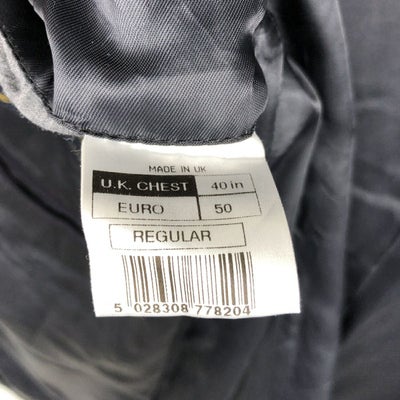 MADE IN UK
U.K. CHEST 40 in
EURO 50
REGULAR
5 028308 778204